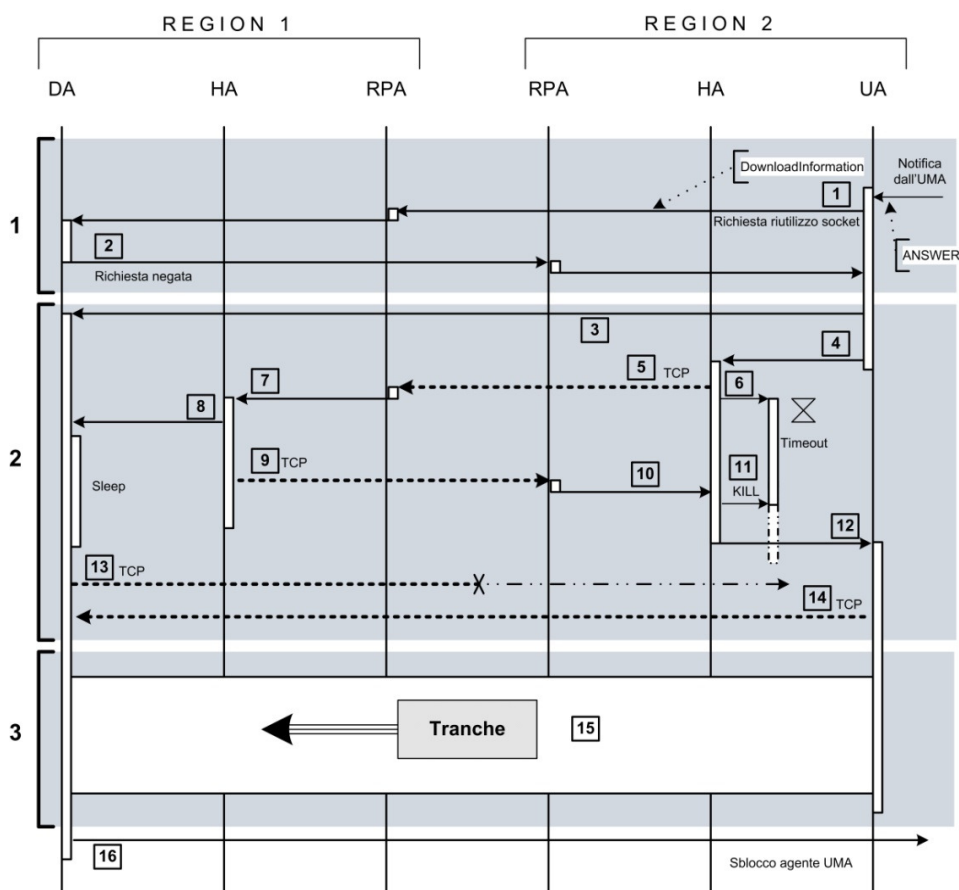 REGION 1
REGION 2
DA
HA
RPA
RPA
HA
UA
1
DownloadInformation
1
Notifica
dall'UMA
Richiesta riutilizzo socket
2
Richiesta negata
ANSWER
2
3
4
5 TCP
6
7
8
Timeout
9 TCP
10
11
KILL
Sleep
12
13 TCP
14 TCP
3
Tranche
15
16
Sblocco agente UMA